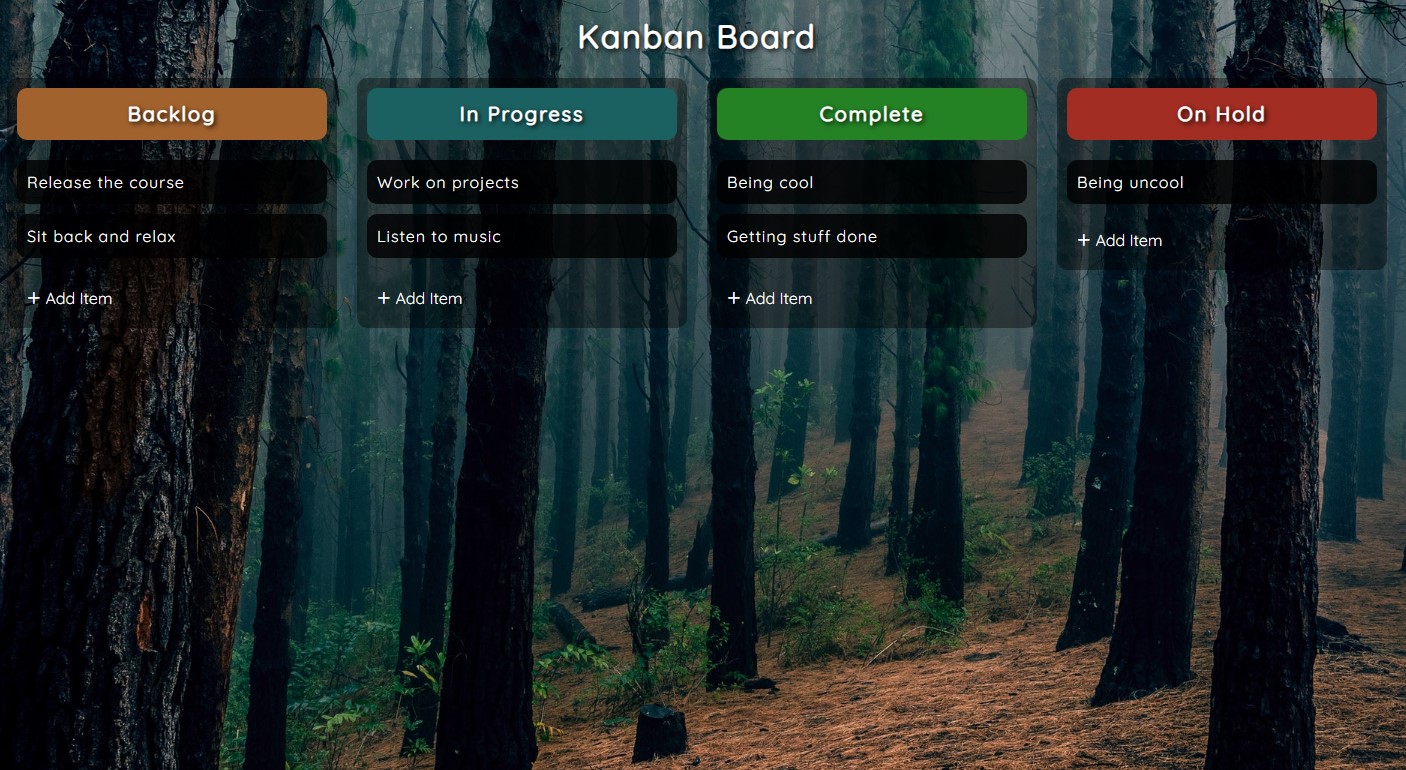 Kanban Board
Backlog
Release the course
Sit back and relax
+ Add Item
In Progress
Work on projects
Listen to music
+ Add Item
Complete
Being cool
Getting stuff done
+ Add Item
On Hold
Being uncool
+ Add Item